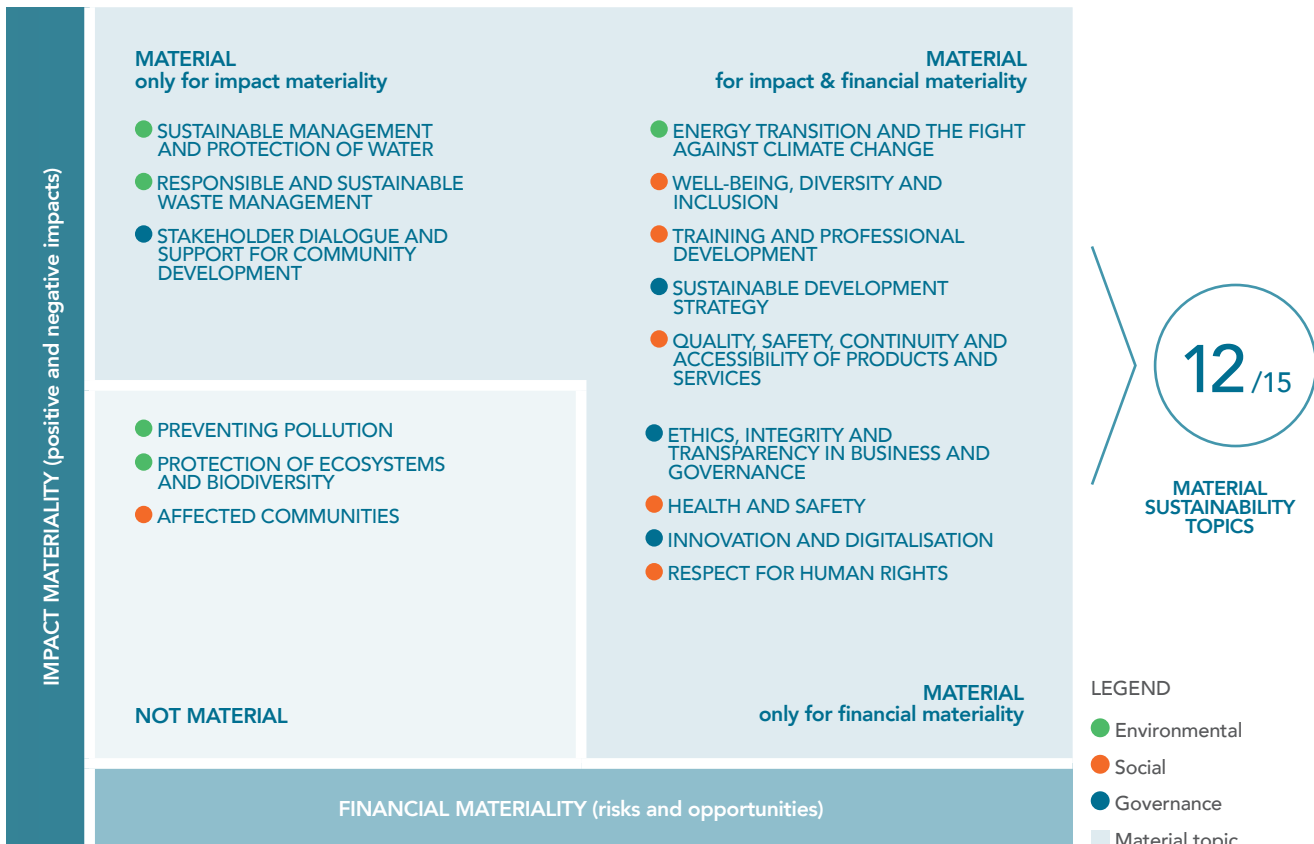 IMPACT MATERIALITY (positive and negative impacts)
MATERIAL
only for impact materiality
SUSTAINABLE MANAGEMENT
AND PROTECTION OF WATER
RESPONSIBLE AND SUSTAINABLE
WASTE MANAGEMENT
STAKEHOLDER DIALOGUE AND
SUPPORT FOR COMMUNITY
DEVELOPMENT
MATERIAL
for impact & financial materiality
ENERGY TRANSITION AND THE FIGHT
AGAINST CLIMATE CHANGE
WELL-BEING, DIVERSITY AND
INCLUSION
TRAINING AND PROFESSIONAL
DEVELOPMENT
SUSTAINABLE DEVELOPMENT
STRATEGY
QUALITY, SAFETY, CONTINUITY AND
ACCESSIBILITY OF PRODUCTS AND
SERVICES
PREVENTING POLLUTION
PROTECTION OF ECOSYSTEMS
AND BIODIVERSITY
AFFECTED COMMUNITIES
NOT MATERIAL
ETHICS, INTEGRITY AND
TRANSPARENCY IN BUSINESS AND
GOVERNANCE
HEALTH AND SAFETY
INNOVATION AND DIGITALISATION
RESPECT FOR HUMAN RIGHTS
MATERIAL
only for financial materiality
FINANCIAL MATERIALITY (risks and opportunities)
12 /15
MATERIAL
SUSTAINABILITY
TOPICS
LEGEND
Environmental
Social
Governance
Material topic